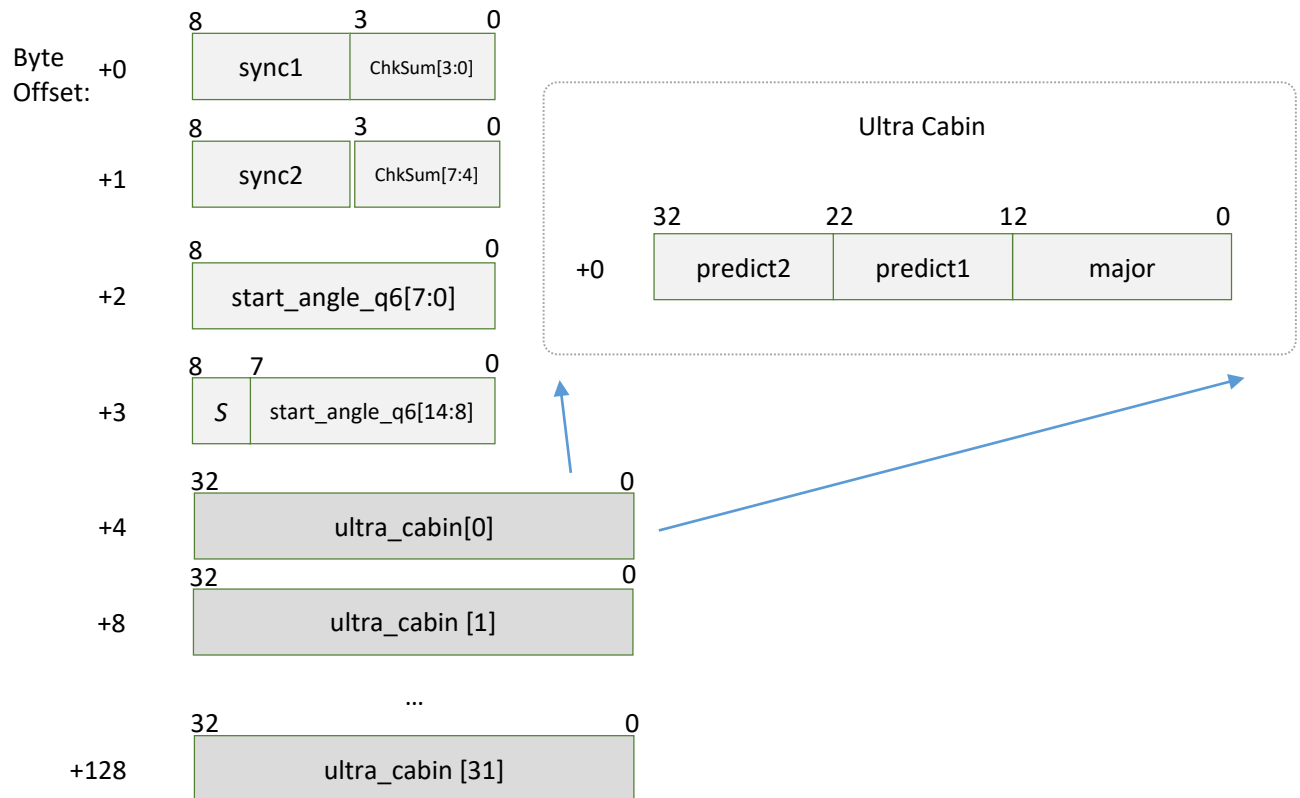 8 3 0
Byte
Offset:
+0
sync1
ChkSum[3:0]
8 3 0
+1
sync2
ChkSum[7:4]
8 0
+2
start_angle_q6[7:0]
8 7 0
+3
S
start_angle_q6[14:8]
32 0
+4
ultra_cabin[0]
32 0
+8
ultra_cabin [1]
...
32 0
+128
ultra_cabin [31]
Ultra Cabin
32 22 12 0
+0
predict2
predict1
major